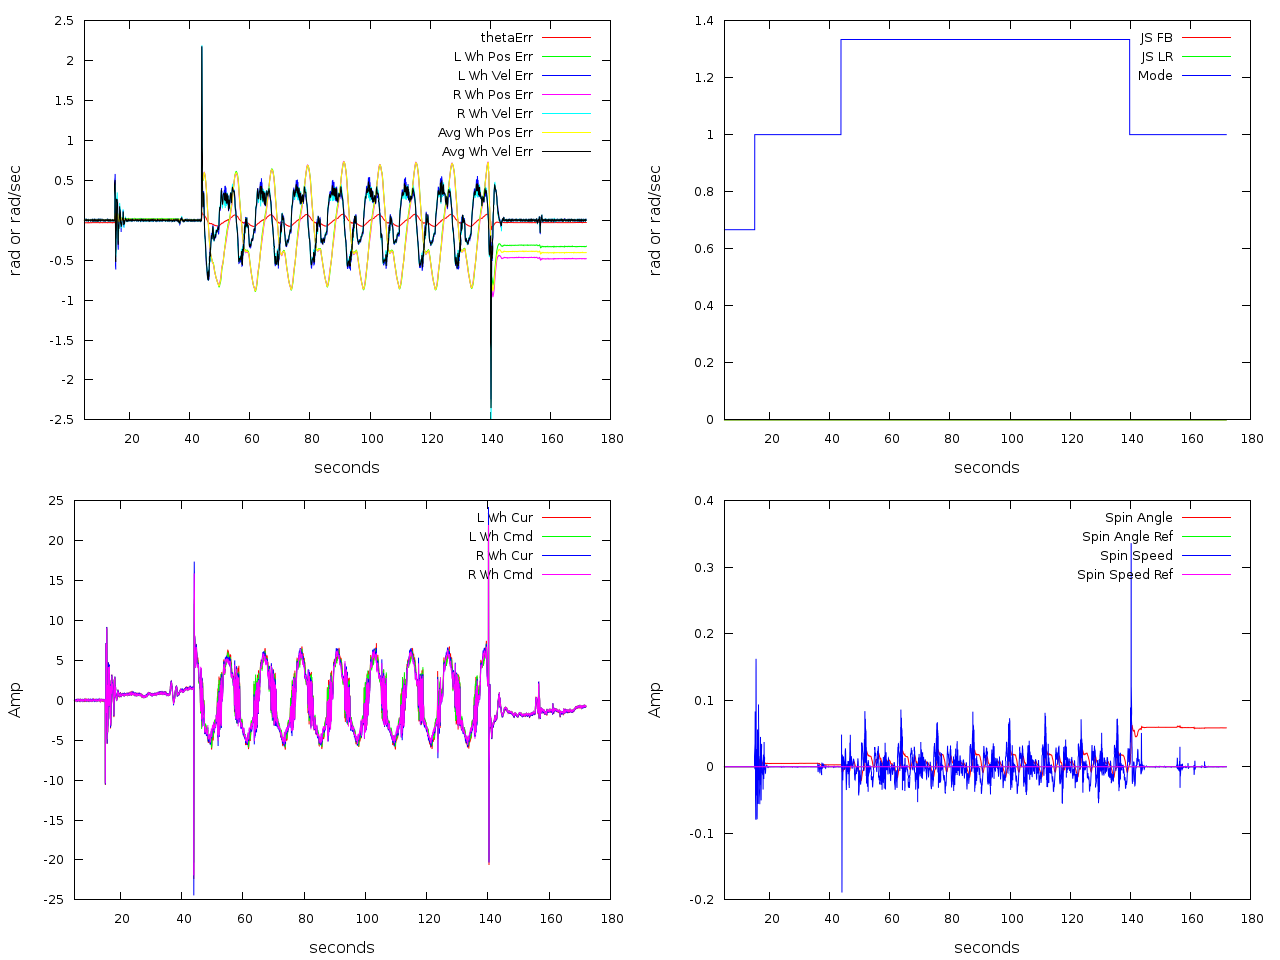 2.5
2
1.5
1
0.5
0
-0.5
-1
-1.5
-2
-2.5
rad or rad/sec
thetaErr
L Wh Pos Err
L Wh Vel Err
R Wh Pos Err
R Wh Vel Err
Avg Wh Pos Err
Avg Wh Vel Err
20 40 60 80 100 120 140 160 180
seconds
1.4
1.2
1
0.8
0.6
0.4
0.2
0
rad or rad/sec
JS FB
JS LR
Mode
20 40 60 80 100 120 140 160 180
seconds
25
20
15
10
5
0
-5
-10
-15
-20
-25
Amp
L Wh Cur
L Wh Cmd
R Wh Cur
R Wh Cmd
20 40 60 80 100 120 140 160 180
seconds
0.4
0.3
0.2
0.1
0
-0.1
-0.2
Amp
Spin Angle
Spin Angle Ref
Spin Speed
Spin Speed Ref
20 40 60 80 100 120 140 160 180
seconds